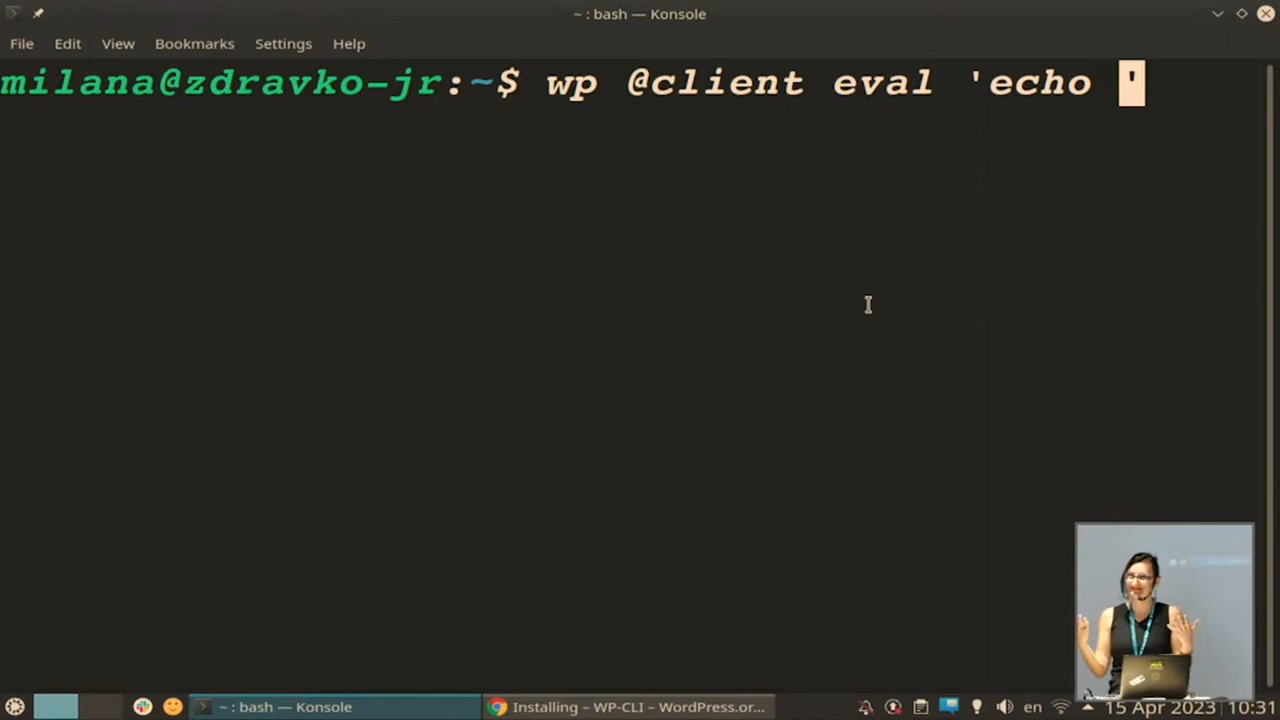 ~ : bash — Konsole
File Edit View Bookmarks Settings Help
milana@zdravko-jr:~$ wp @client eval 'echo '
~ : bash — Konsole
Installing – WP-CLI – WordPress.or...
en
15 Apr 2023
10:31